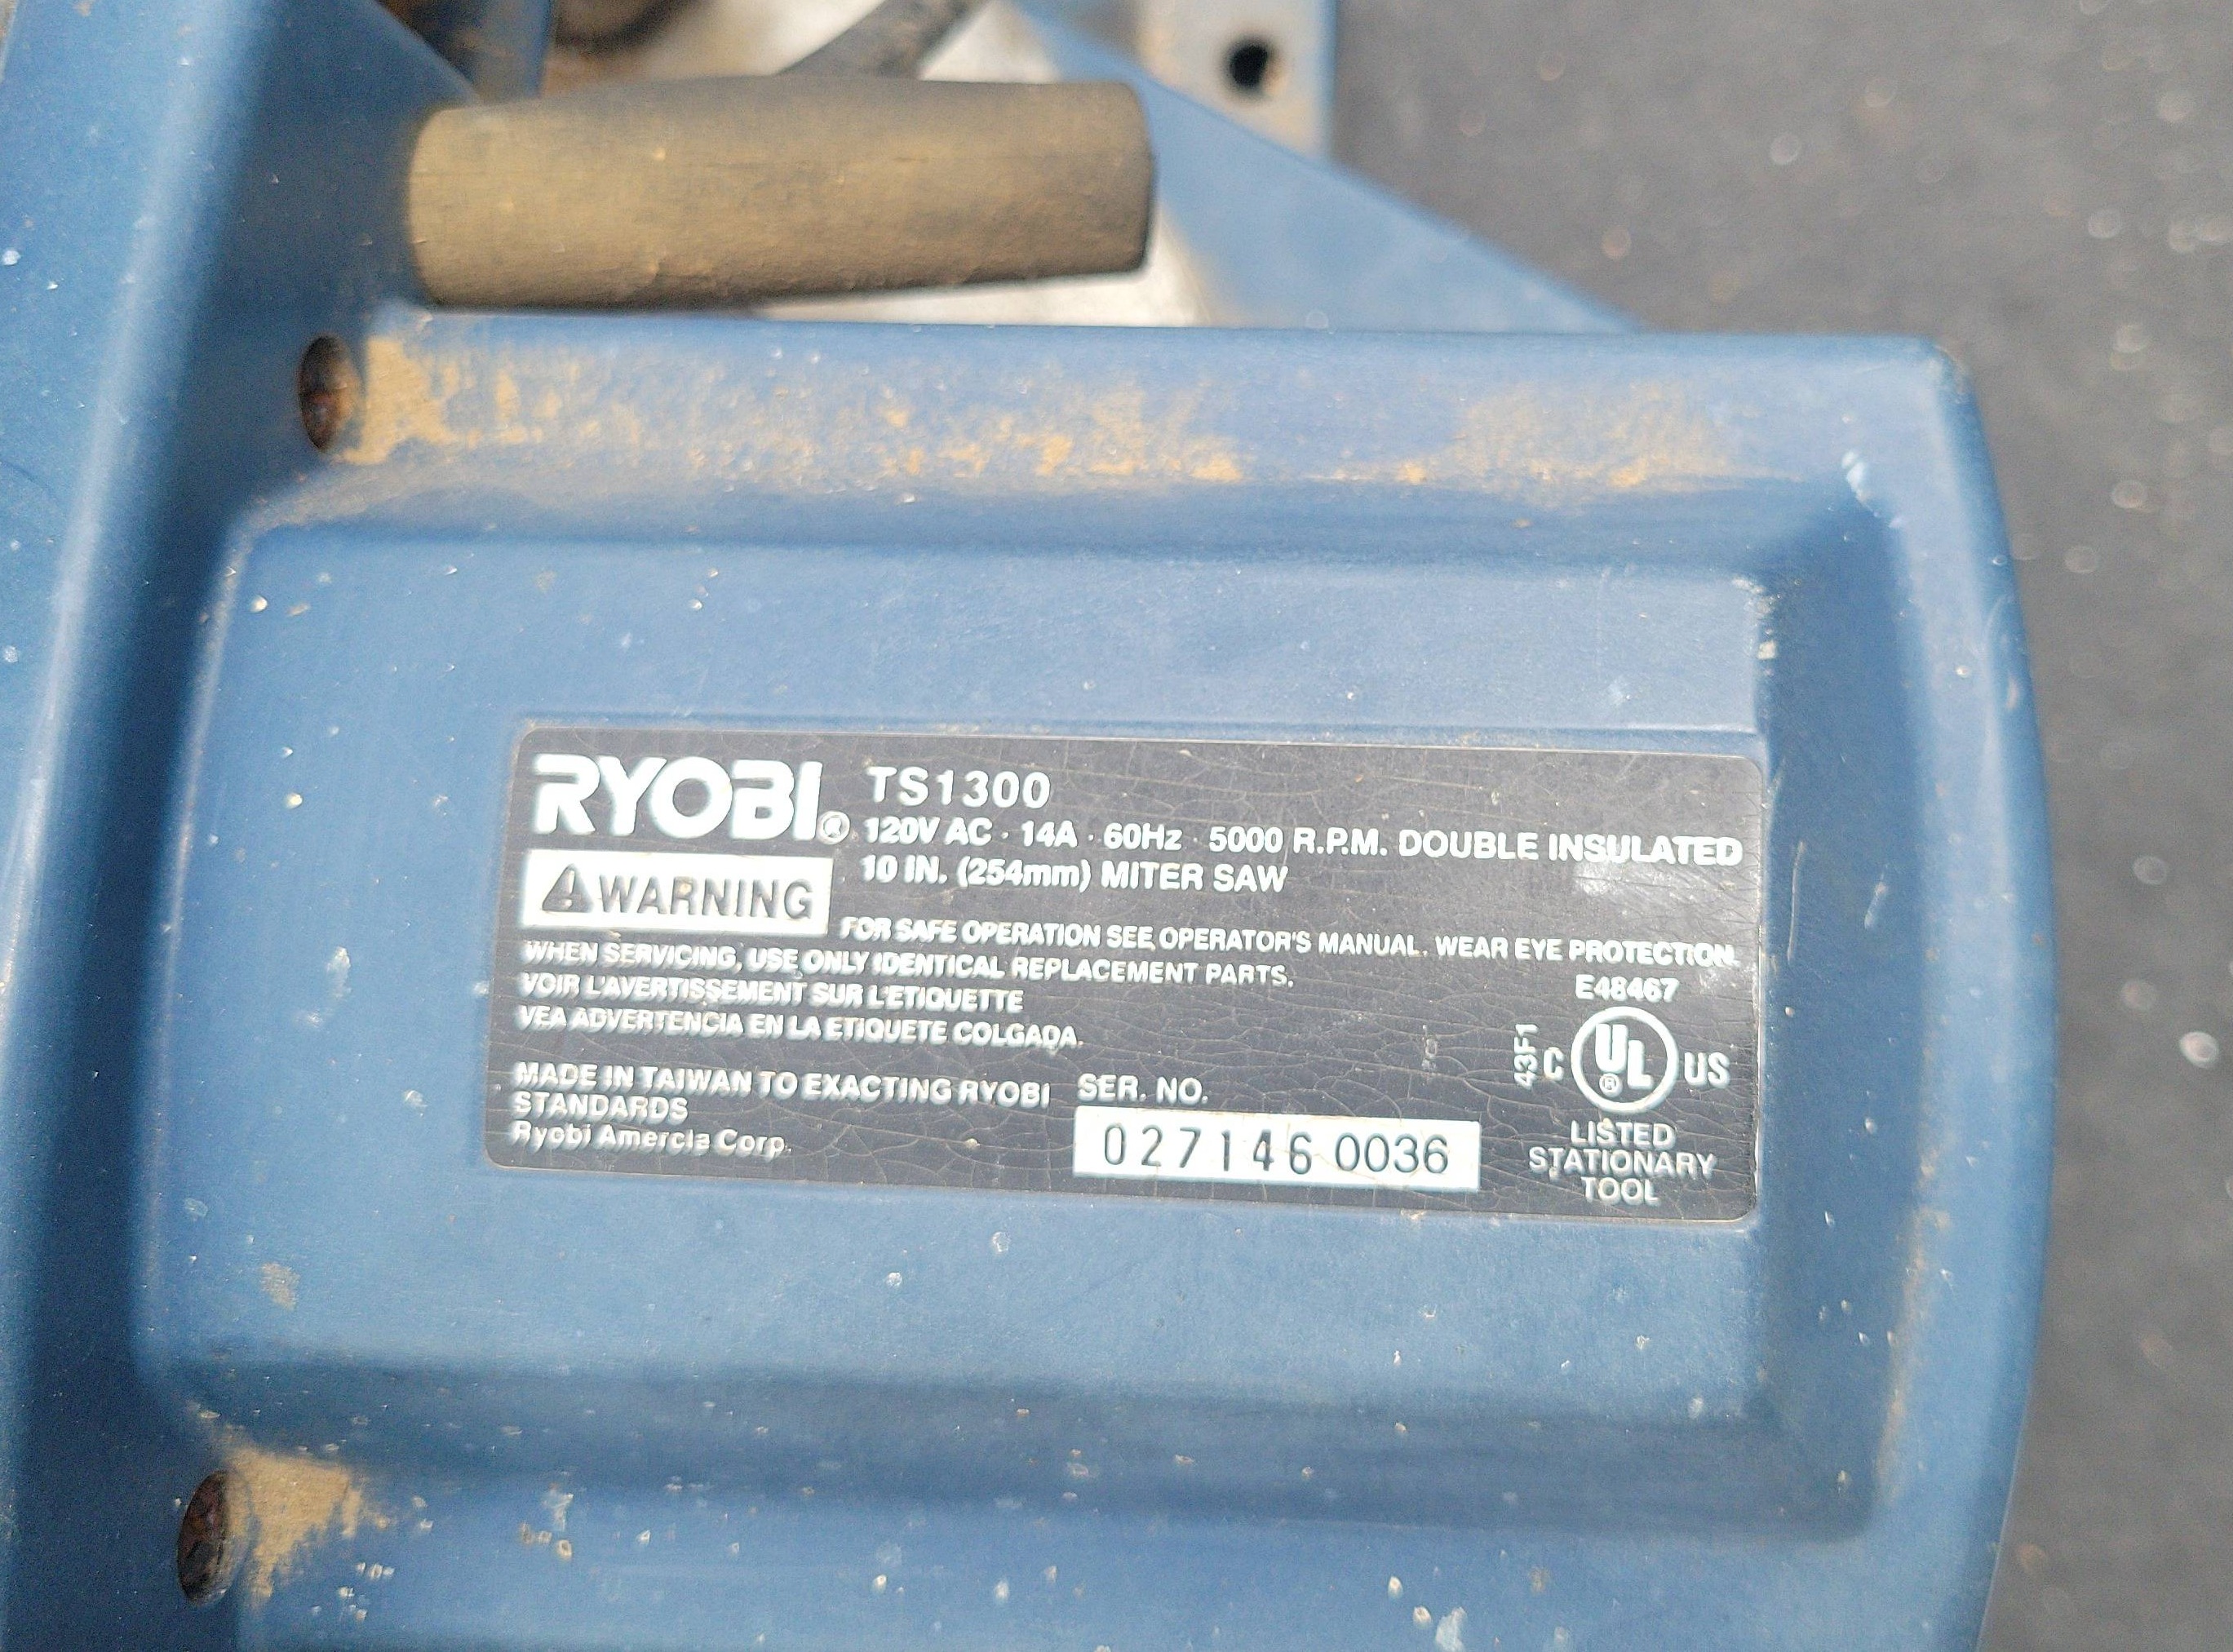 RYOBI® TS1300
120V AC · 14A · 60Hz · 5000 R.P.M. DOUBLE INSULATED
10 IN. (254mm) MITER SAW
⚠WARNING
FOR SAFE OPERATION SEE OPERATOR'S MANUAL. WEAR EYE PROTECTION.
WHEN SERVICING, USE ONLY IDENTICAL REPLACEMENT PARTS.
VOIR L'AVERTISSEMENT SUR L'ETIQUETTE
VEA ADVERTENCIA EN LA ETIQUETE COLGADA.
MADE IN TAIWAN TO EXACTING RYOBI
STANDARDS
Ryobi Amercia Corp.
SER. NO.
027146 0036
E48467
43F1
C UL® US
LISTED
STATIONARY
TOOL